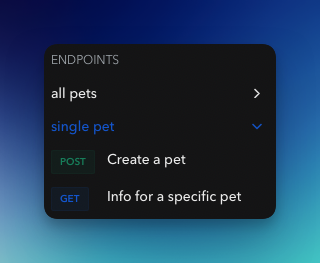 ENDPOINTS
all pets
single pet
POST Create a pet
GET Info for a specific pet